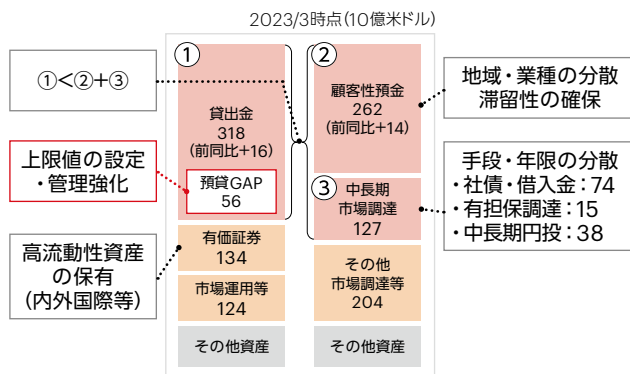 2023/3時点(10億米ドル)
①<②+③
上限値の設定
・管理強化
高流動性資産
の保有
(内外国際等)
①
貸出金
318
(前同比+16)
預貸GAP
56
有価証券
134
市場運用等
124
その他資産
②
顧客性預金
262
(前同比+14)
③
中長期
市場調達
127
その他
市場調達等
204
その他資産
地域・業種の分散
滞留性の確保
手段・年限の分散
・社債・借入金:74
・有担保調達:15
・中長期円投:38